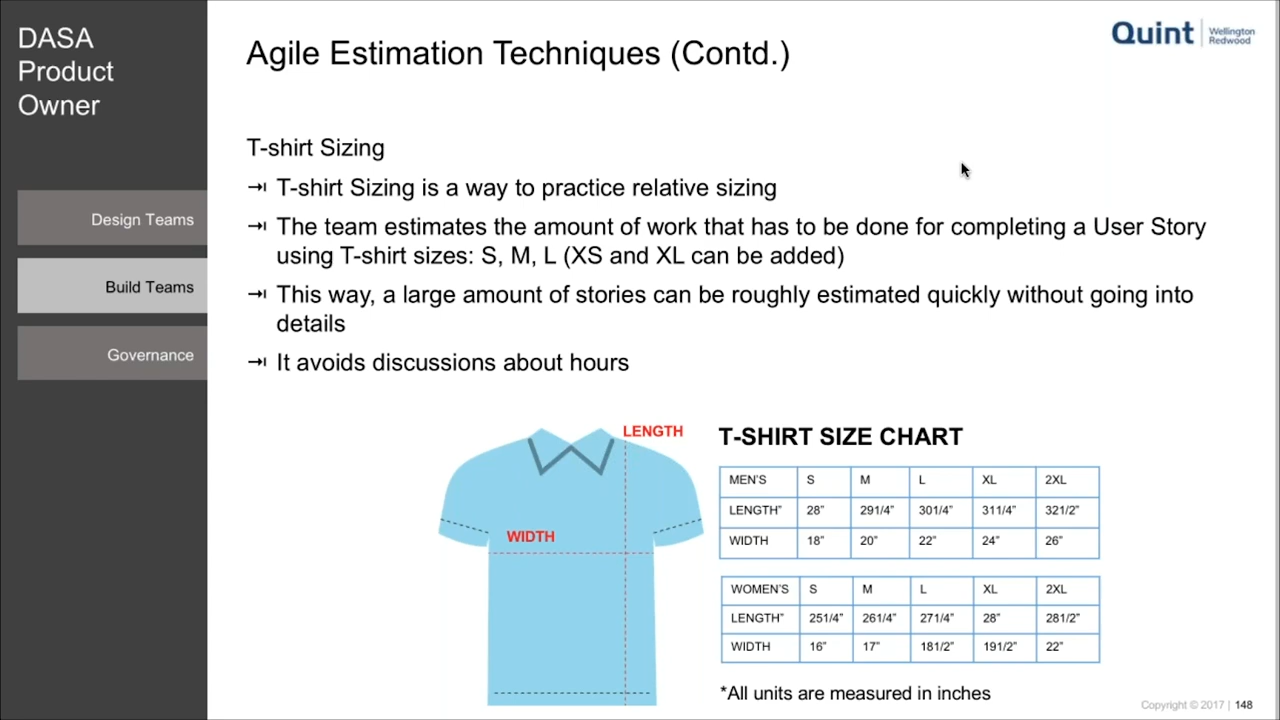 DASA
Product
Owner
Design Teams
Build Teams
Governance
Agile Estimation Techniques (Contd.)
Quint
Wellington
Redwood
T-shirt Sizing
T-shirt Sizing is a way to practice relative sizing
The team estimates the amount of work that has to be done for completing a User Story
using T-shirt sizes: S, M, L (XS and XL can be added)
This way, a large amount of stories can be roughly estimated quickly without going into
details
It avoids discussions about hours
LENGTH
WIDTH
T-SHIRT SIZE CHART
MEN'S S M L XL 2XL
LENGTH" 28" 291/4" 301/4" 311/4" 321/2"
WIDTH 18" 20" 22" 24" 26"
WOMEN'S S M L XL 2XL
LENGTH" 251/4" 261/4" 271/4" 28" 281/2"
WIDTH 16" 17" 181/2" 191/2" 22"
*All units are measured in inches
Copyright © 2017 | 148